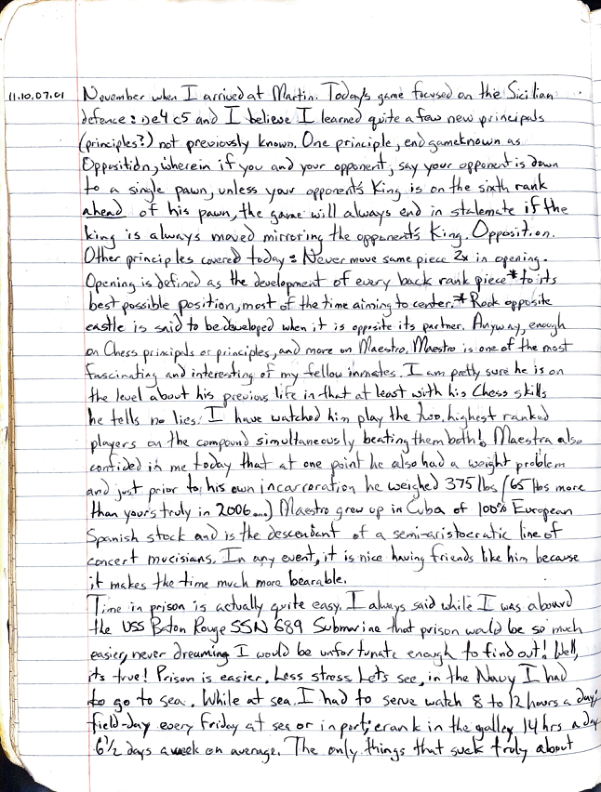 11.10.07.01 November when I arrived at Martin. Today's game focused on the Sicilian
defence: 1)e4 c5 and I believe I learned quite a few new principals
(principles?) not previously known. One principle, endgame known as
Opposition, wherein if you and your opponent, say your opponent is down
to a single pawn, unless your opponent's King is on the sixth rank
ahead of his pawn, the game will always end in stalemate if the
king is always moved mirroring the opponent's King. Opposition.
Other principles covered today: Never move same piece 2x in opening.
Opening is defined as the development of every back rank piece* to its
best possible position, most of the time aiming to center. *Rook opposite
castle is said to be developed when it is opposite its partner. Anyway, enough
on Chess principals or principles, and more on Maestro. Maestro is one of the most
fascinating and interesting of my fellow inmates. I am pretty sure he is on
the level about his previous life in that at least with his Chess skills
he tells no lies. I have watched him play the two highest ranked
players on the compound simultaneously beating them both! Maestra also
confided in me today that at one point he also had a weight problem
and just prior to his own incarroration he weighed 375 lbs (65 lbs more
than yours truly in 2006...) Maestro grew up in Cuba of 100% European
Spanish stock and is the descendant of a semi-aristocratic line of
concert mucisians. In any event, it is nice having friends like him because
it makes the time much more bearable.
Time in prison is actually quite easy. I always said while I was aboard
the USS Baton Rouge SSN 689 Submarine that prison would be so much
easier, never dreaming I would be unfortunate enough to find out! Well,
its true! Prison is easier. Less stress. Lets see, in the Navy I had
to go to sea. While at sea I had to serve watch 8 to 12 hours a day;
field-day every Friday at sea or in port; crank in the galley 14 hrs a day
6½ days a week on average. The only things that suck truly about